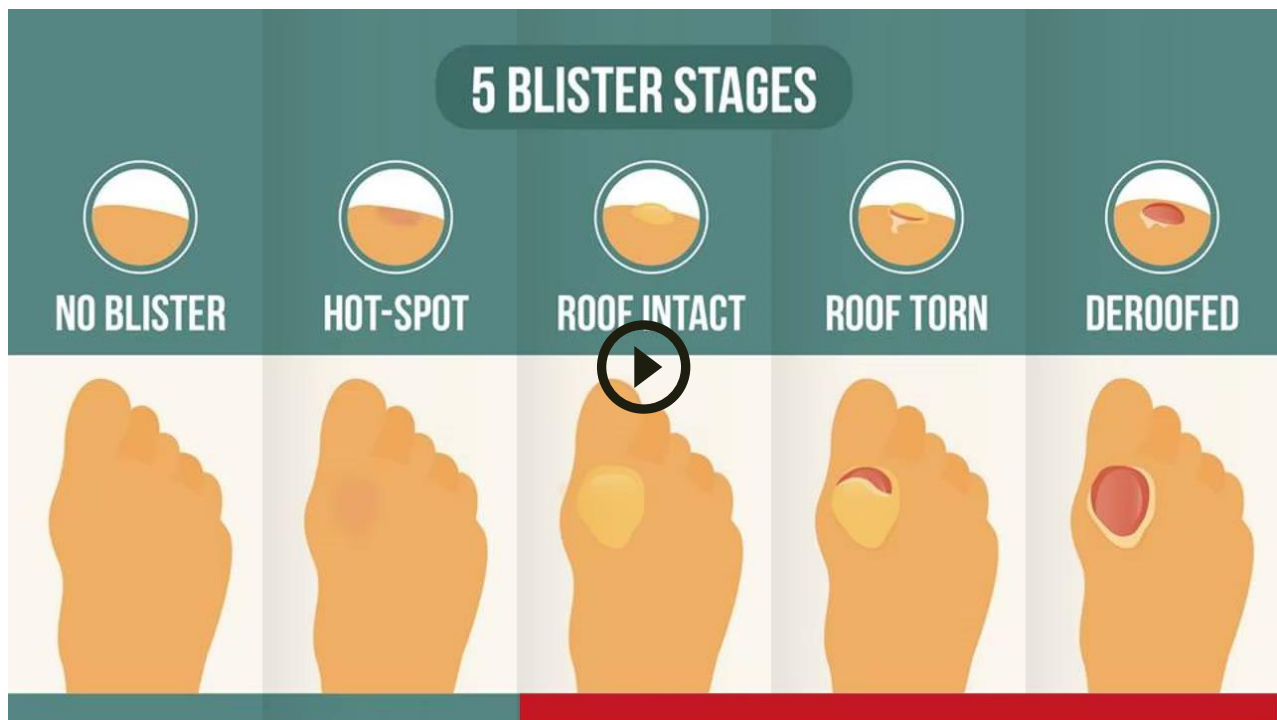 5 BLISTER STAGES
NO BLISTER
HOT-SPOT
ROOF INTACT
ROOF TORN
DEROOFED